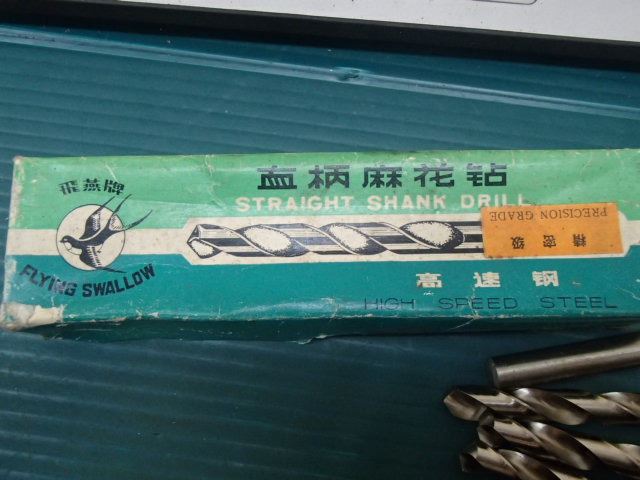 飛燕牌
FLYING SWALLOW
直柄麻花钻
STRAIGHT SHANK DRILL
PRECISION GRADE
精密级
高速钢
HIGH SPEED STEEL